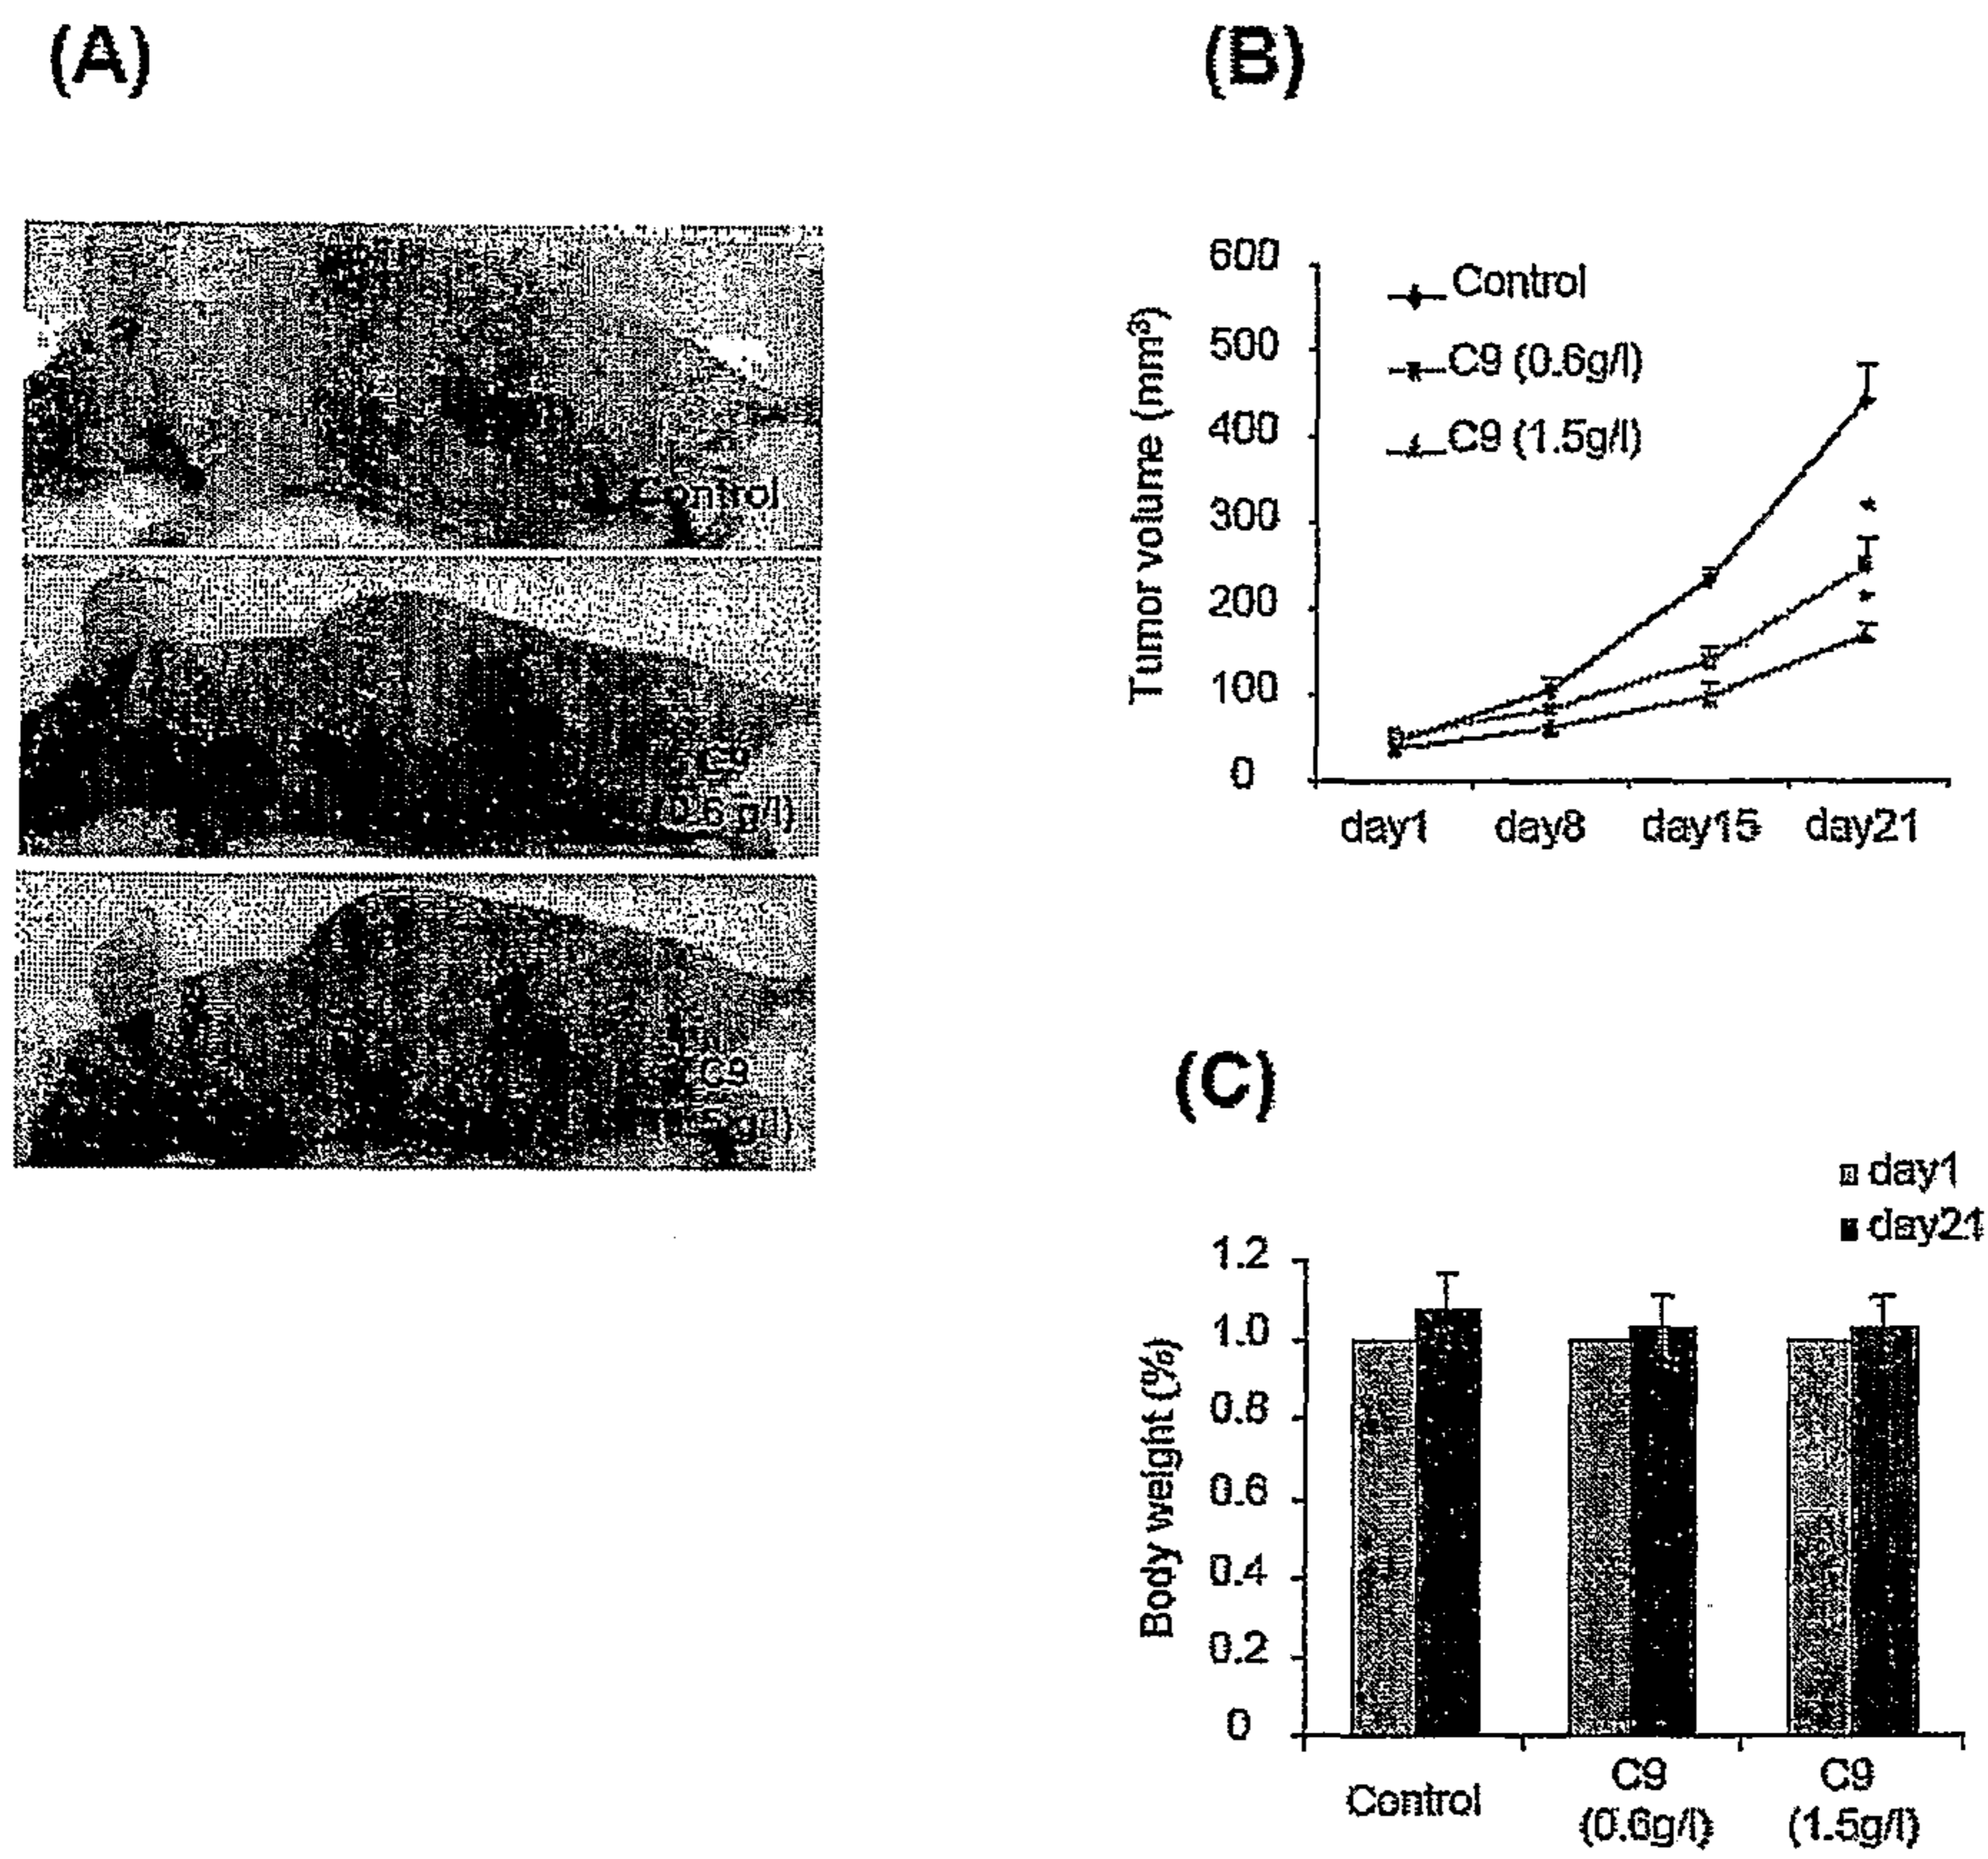 (A)
Control
C9
(0.6 g/l)
C9
(B)
600
500
400
300
200
100
0
Tumor volume (mm³)
Control
C9 (0.6g/l)
C9 (1.5g/l)
day1 day8 day15 day21
(C)
day1
day21
1.2
1.0
0.8
0.6
0.4
0.2
0
Body weight (%)
Control
C9
(0.6g/l)
C9
(1.5g/l)